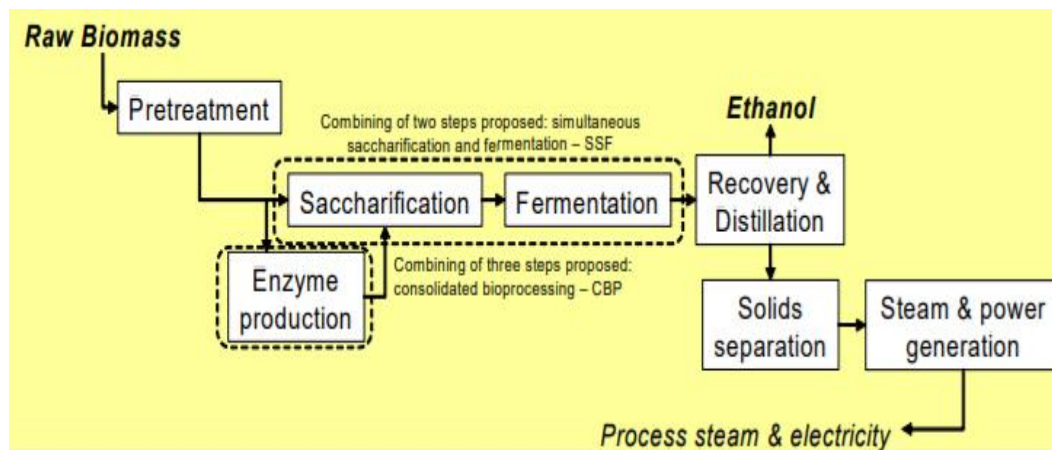 Raw Biomass
Pretreatment
Combining of two steps proposed: simultaneous
saccharification and fermentation – SSF
Saccharification
Fermentation
Ethanol
Recovery &
Distillation
Enzyme
production
Combining of three steps proposed:
consolidated bioprocessing – CBP
Solids
separation
Steam & power
generation
Process steam & electricity